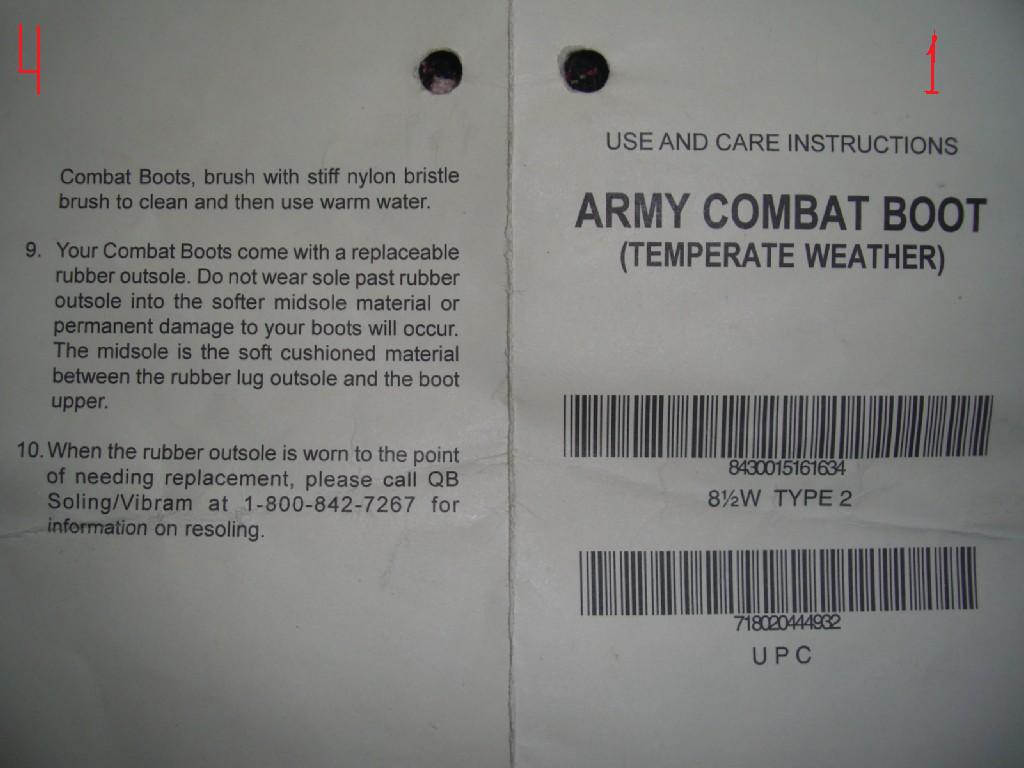 4
Combat Boots, brush with stiff nylon bristle
brush to clean and then use warm water.
9. Your Combat Boots come with a replaceable
rubber outsole. Do not wear sole past rubber
outsole into the softer midsole material or
permanent damage to your boots will occur.
The midsole is the soft cushioned material
between the rubber lug outsole and the boot
upper.
10. When the rubber outsole is worn to the point
of needing replacement, please call QB
Soling/Vibram at 1-800-842-7267 for
information on resoling.
1
USE AND CARE INSTRUCTIONS
ARMY COMBAT BOOT
(TEMPERATE WEATHER)
8430015161634
8½W TYPE 2
718020444932
UPC